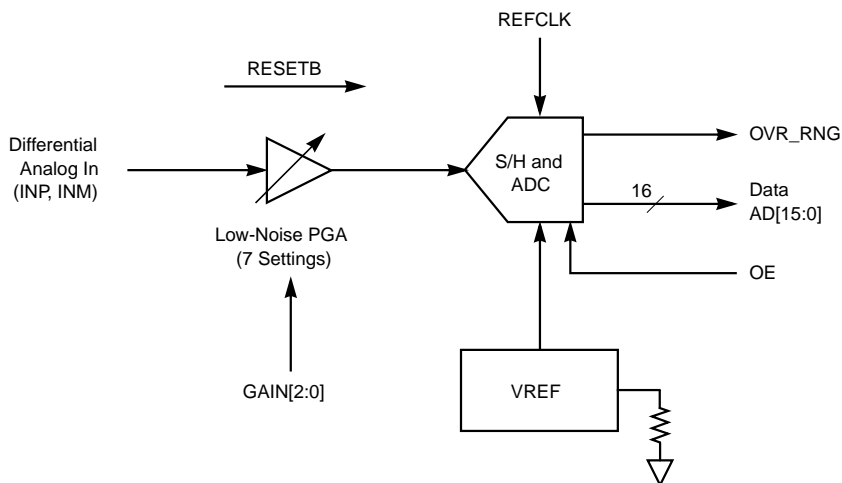 REFCLK
RESETB
Differential
Analog In
(INP, INM)
S/H and
ADC
OVR_RNG
16
Data
AD[15:0]
Low-Noise PGA
(7 Settings)
OE
GAIN[2:0]
VREF